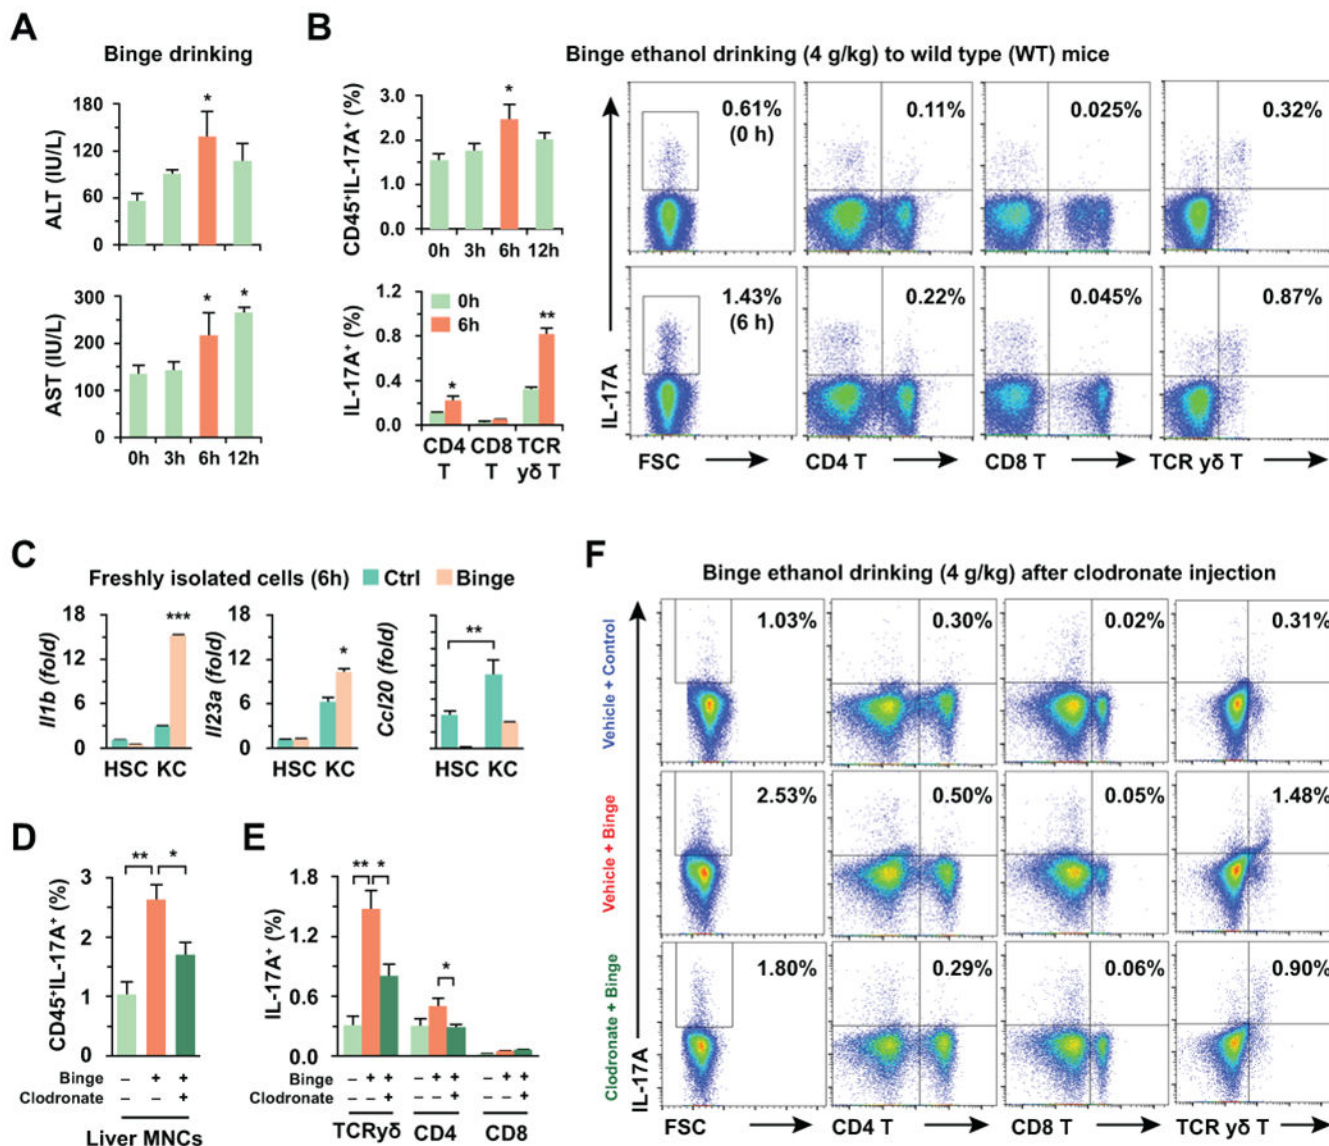 A
Binge drinking
ALT (IU/L)
180
120
60
0
*
AST (IU/L)
300
200
100
0
* *
0h 3h 6h 12h
B
Binge ethanol drinking (4 g/kg) to wild type (WT) mice
CD45⁺IL-17A⁺ (%)
3.0
2.0
1.0
0.0
*
0h 3h 6h 12h
IL-17A⁺ (%)
1.2
0.8
0.4
0.0
0h
6h
* **
CD4 CD8 TCR
T T γδ T
0.61% 0.11% 0.025% 0.32%
(0 h)
1.43% 0.22% 0.045% 0.87%
(6 h)
IL-17A
FSC CD4 T CD8 T TCR γδ T
C
Freshly isolated cells (6h) Ctrl Binge
Il1b (fold)
18
12
6
0
***
HSC KC
Il23a (fold)
18
12
6
0
*
HSC KC
Ccl20 (fold)
**
HSC KC
D
CD45⁺IL-17A⁺ (%)
3
2
1
0
** *
Binge – + +
Clodronate – – +
Liver MNCs
E
IL-17A⁺ (%)
1.8
1.2
0.6
0.0
** * *
Binge – + + – + + – + +
Clodronate – – + – – + – – +
TCRγδ CD4 CD8
F
Binge ethanol drinking (4 g/kg) after clodronate injection
Vehicle + Control
1.03% 0.30% 0.02% 0.31%
Vehicle + Binge
2.53% 0.50% 0.05% 1.48%
Clodronate + Binge
1.80% 0.29% 0.06% 0.90%
IL-17A
FSC CD4 T CD8 T TCR γδ T